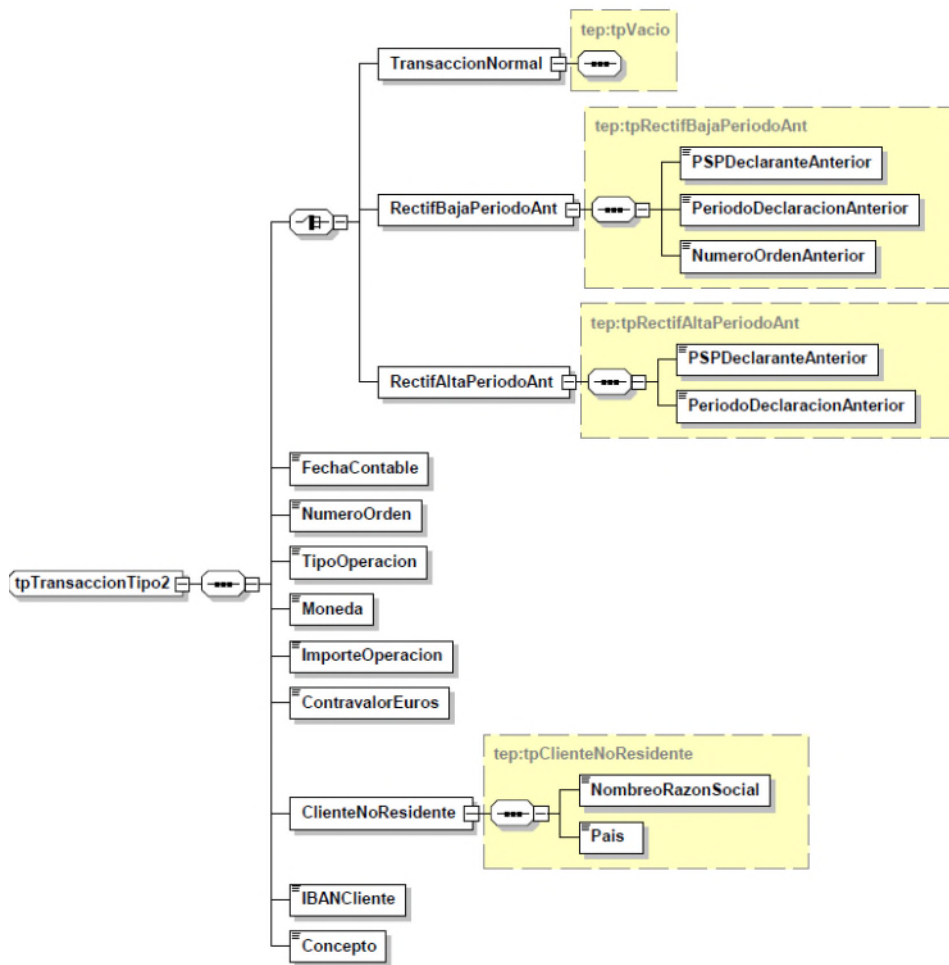 tep:tpVacio
TransaccionNormal
tep:tpRectifBajaPeriodoAnt
PSPDeclaranteAnterior
RectifBajaPeriodoAnt
PeriodoDeclaracionAnterior
NumeroOrdenAnterior
tep:tpRectifAltaPeriodoAnt
PSPDeclaranteAnterior
RectifAltaPeriodoAnt
PeriodoDeclaracionAnterior
FechaContable
NumeroOrden
TipoOperacion
tpTransaccionTipo2
Moneda
ImporteOperacion
ContravalorEuros
tep:tpClienteNoResidente
NombreoRazonSocial
ClienteNoResidente
Pais
IBANCliente
Concepto